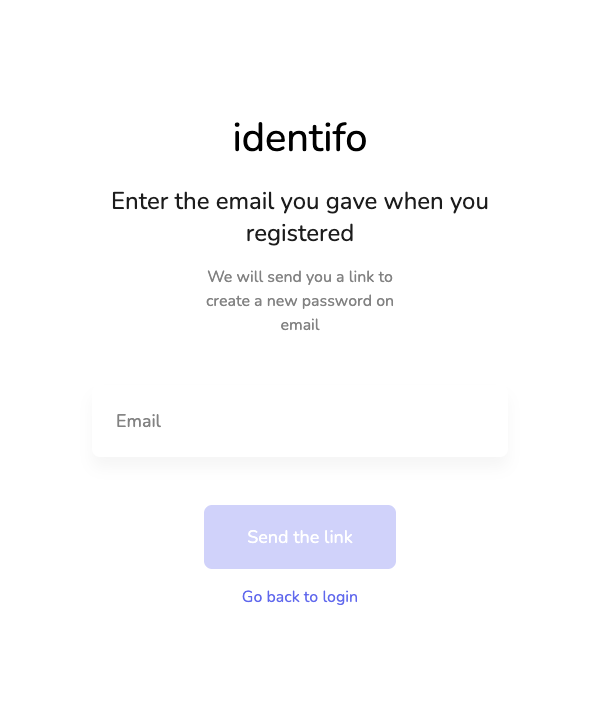 identifo
Enter the email you gave when you
registered
We will send you a link to
create a new password on
email
Email
Send the link
Go back to login